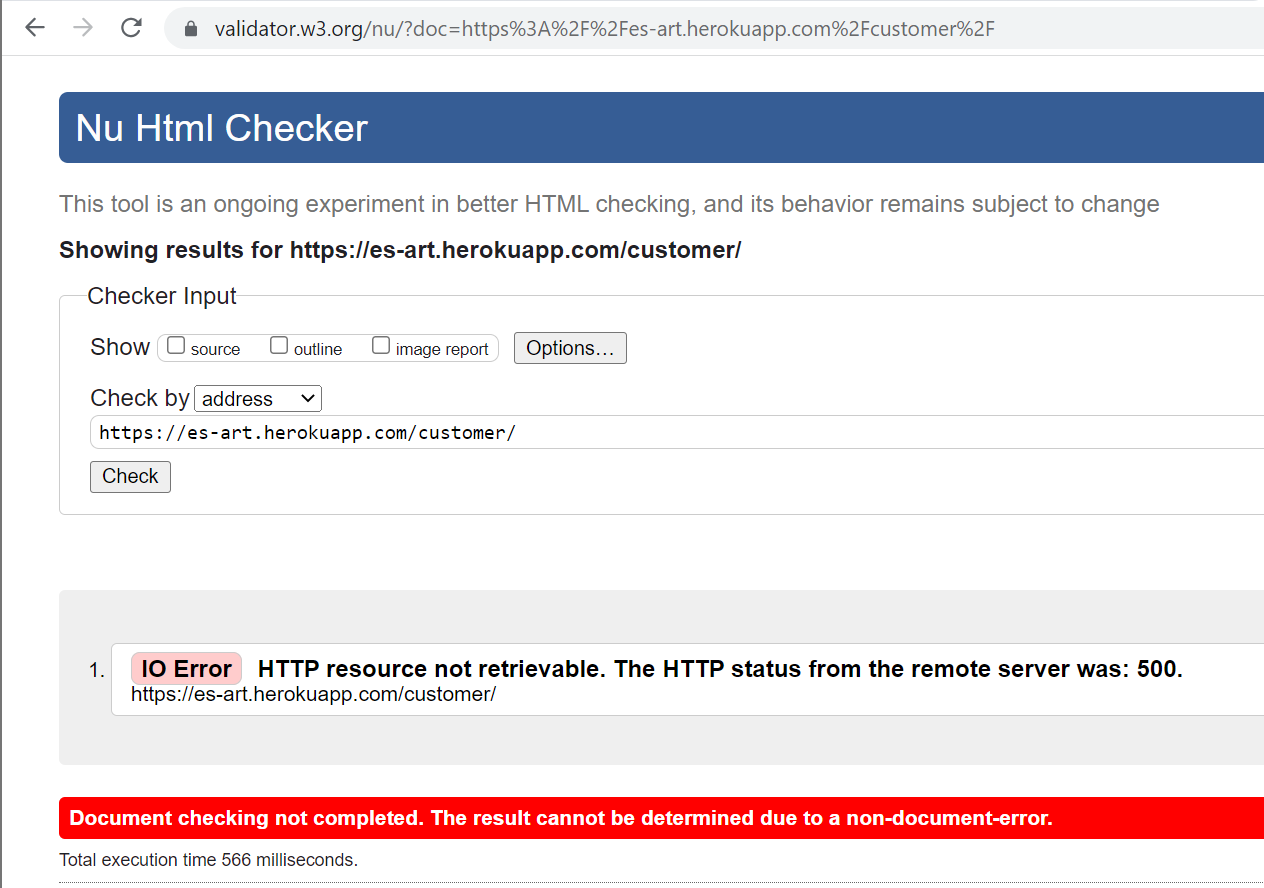 validator.w3.org/nu/?doc=https%3A%2F%2Fes-art.herokuapp.com%2Fcustomer%2F
Nu Html Checker
This tool is an ongoing experiment in better HTML checking, and its behavior remains subject to change
Showing results for https://es-art.herokuapp.com/customer/
Checker Input
Show source outline image report Options...
Check by address
https://es-art.herokuapp.com/customer/
Check
1. IO Error HTTP resource not retrievable. The HTTP status from the remote server was: 500.
https://es-art.herokuapp.com/customer/
Document checking not completed. The result cannot be determined due to a non-document-error.
Total execution time 566 milliseconds.